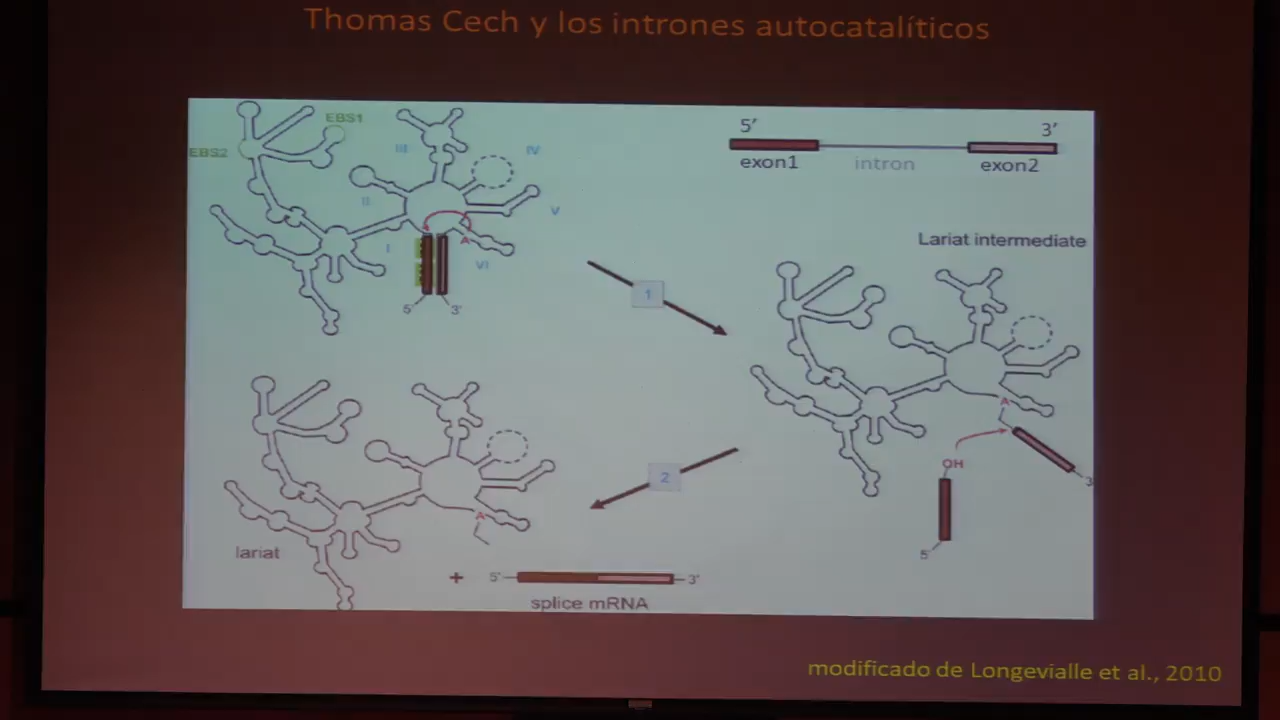 Thomas Cech y los intrones autocatalíticos
EBS1
EBS2
III
IV
II
V
I
A
VI
5'
3'
5'
3'
exon1
intron
exon2
1
Lariat intermediate
A
OH
3'
5'
2
A
lariat
+
5'
3'
splice mRNA
modificado de Longevialle et al., 2010